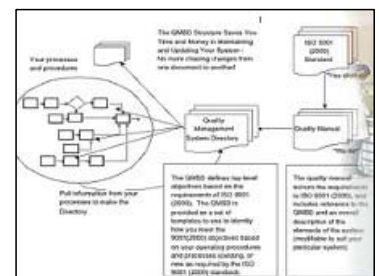 The QMSD Structure Saves You
Time and Money in Maintaining
and Updating Your System -
No more chasing changes from
one document to another!
ISO 9001
(2000)
Standard
Your processes
and procedures
Quality
Management
System Directory
Quality Manual
Pull information from your
processes to make the
Directory
The QMSD defines top level
objectives based on the
requirements of ISO 9001
(2000). The QMSD is
provided as a set of
templates to use to identify
how you meet the
9001(2000) objectives based
on your operating procedures
and processes existing, or
new as required by the ISO
9001 (2000) standards
The quality manual
mirrors the requirements
to ISO 9001 (2000), and
includes reference to the
QMSD and an overall
description of the
elements of the system
(modifiable to suit your
particular system)